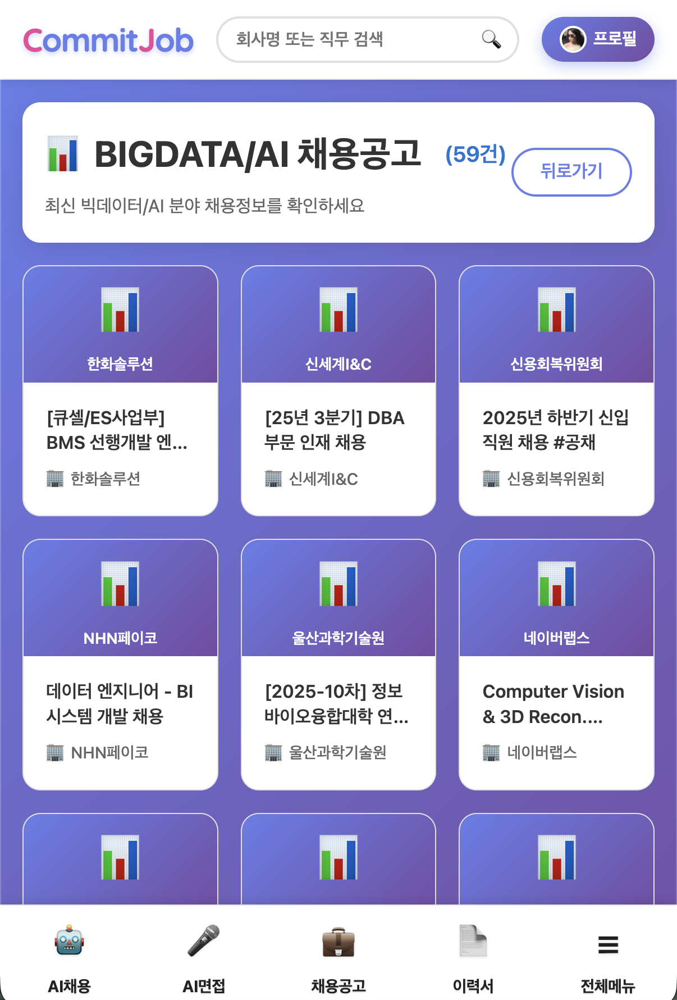 CommitJob
회사명 또는 직무 검색
프로필
BIGDATA/AI 채용공고 (59건)
뒤로가기
최신 빅데이터/AI 분야 채용정보를 확인하세요
한화솔루션
[큐셀/ES사업부]
BMS 선행개발 엔...
한화솔루션
신세계I&C
[25년 3분기] DBA
부문 인재 채용
신세계I&C
신용회복위원회
2025년 하반기 신입
직원 채용 #공채
신용회복위원회
NHN페이코
데이터 엔지니어 - BI
시스템 개발 채용
NHN페이코
울산과학기술원
[2025-10차] 정보
바이오융합대학 연...
울산과학기술원
네이버랩스
Computer Vision
& 3D Recon....
네이버랩스
AI채용
AI면접
채용공고
이력서
전체메뉴